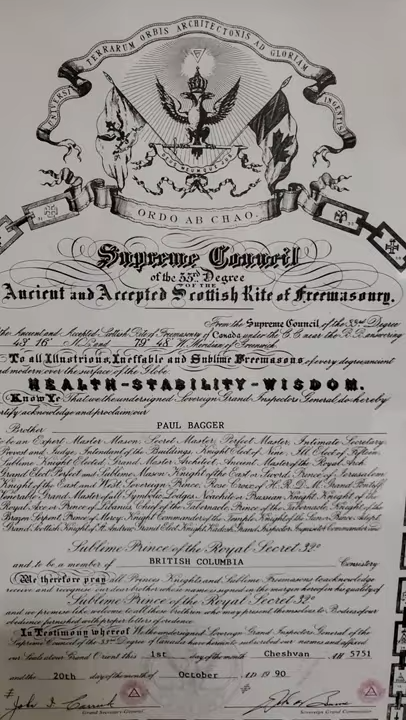 UNIVERSI TERRARUM ORBIS ARCHITECTONIS AD GLORIAM INGENTIS
ORDO AB CHAO.
Supreme Council
of the 33rd Degree
OF THE
Ancient and Accepted Scottish Rite of Freemasonry.
From the Supreme Council of the 33rd Degree
the Ancient and Accepted Scottish Rite of Freemasonry of Canada under the C.C. near the B.B. answering
43° 16' N. and 79° 48' W. Meridian of Greenwich.
To all Illustrious, Ineffable and Sublime Freemasons of every degree ancient
and modern over the surface of the Globe
HEALTH-STABILITY-WISDOM.
Know Ye That we the undersigned Sovereign Grand Inspectors General do hereby
certify acknowledge and proclaim our
Brother PAUL BAGGER
to be an Expert Master Mason, Secret Master, Perfect Master, Intimate Secretary,
Provost and Judge, Intendant of the Buildings, Knight Elect of Nine, Ill. Elect of Fifteen,
Sublime Knight Elected, Grand Master Architect, Ancient Master of the Royal Arch,
Grand Elect Perfect and Sublime Mason, Knight of the East or Sword, Prince of Jerusalem
Knight of the East and West, Sovereign Prince Rose Croix of H.R.D.M. Grand Pontiff
Venerable Grand Master of all Symbolic Lodges, Noachite or Prussian Knight, Knight of the
Royal Axe or Prince of Libanus, Chief of the Tabernacle, Prince of the Tabernacle, Knight of the
Brazen Serpent, Prince of Mercy, Knight Commander of the Temple, Knight of the Sun or Prince Adept
Grand Scottish Knight of St. Andrew, Grand Elect Knight Kadosh, Grand Inspector Inquisitor Commander
Sublime Prince of the Royal Secret 32°
and to be a member of BRITISH COLUMBIA Consistory
We therefore pray all Princes Knights and Sublime Freemasons to acknowledge
receive and recognise our dear brother whose name is signed in the margin
Sublime Prince of the Royal Secret 32°
and we promise the same to all those brethren who may present themselves to
furnished with proper letters of credence
In Testimony whereof We the undersigned Sovereign Grand Inspectors General of the
Supreme Council of the 33rd Degree of Canada have hereunto subscribed our names and affixed
our Seals at our Grand Orient this 1st day of the month Cheshvan AH 5751
and the 20th day of the month of October AD 1990
Grand Secretary-General Sovereign Grand Commander